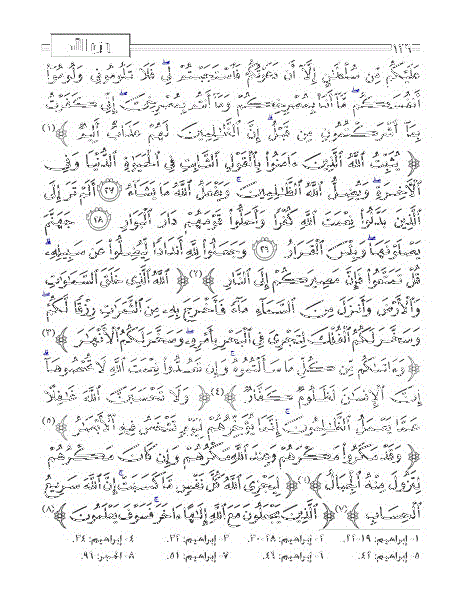 عَلَيْكُم مِّن سُلْطَٰنٍ إِلَّآ أَن دَعَوْتُكُمْ فَٱسْتَجَبْتُمْ لِى ۖ فَلَا تَلُومُونِى وَلُومُوٓا۟
أَنفُسَكُم ۖ مَّآ أَنَا۠ بِمُصْرِخِكُمْ وَمَآ أَنتُم بِمُصْرِخِىَّ ۖ إِنِّى كَفَرْتُ
بِمَآ أَشْرَكْتُمُونِ مِن قَبْلُ ۗ إِنَّ ٱلظَّٰلِمِينَ لَهُمْ عَذَابٌ أَلِيمٌ ﴾(١)
﴿ يُثَبِّتُ ٱللَّهُ ٱلَّذِينَ ءَامَنُوا۟ بِٱلْقَوْلِ ٱلثَّابِتِ فِى ٱلْحَيَوٰةِ ٱلدُّنْيَا وَفِى
ٱلْءَاخِرَةِ ۖ وَيُضِلُّ ٱللَّهُ ٱلظَّٰلِمِينَ ۚ وَيَفْعَلُ ٱللَّهُ مَا يَشَآءُ ٢٧ أَلَمْ تَرَ إِلَى
ٱلَّذِينَ بَدَّلُوا۟ نِعْمَتَ ٱللَّهِ كُفْرًا وَأَحَلُّوا۟ قَوْمَهُمْ دَارَ ٱلْبَوَارِ ٢٨ جَهَنَّمَ
يَصْلَوْنَهَا ۖ وَبِئْسَ ٱلْقَرَارُ ٢٩ وَجَعَلُوا۟ لِلَّهِ أَندَادًا لِّيُضِلُّوا۟ عَن سَبِيلِهِۦ ۗ
قُلْ تَمَتَّعُوا۟ فَإِنَّ مَصِيرَكُمْ إِلَى ٱلنَّارِ ﴾(٢) ﴿ ٱللَّهُ ٱلَّذِى خَلَقَ ٱلسَّمَٰوَٰتِ
وَٱلْأَرْضَ وَأَنزَلَ مِنَ ٱلسَّمَآءِ مَآءً فَأَخْرَجَ بِهِۦ مِنَ ٱلثَّمَرَٰتِ رِزْقًا لَّكُمْ ۖ
وَسَخَّرَ لَكُمُ ٱلْفُلْكَ لِتَجْرِىَ فِى ٱلْبَحْرِ بِأَمْرِهِۦ ۖ وَسَخَّرَ لَكُمُ ٱلْأَنْهَٰرَ ﴾(٣)
﴿ وَءَاتَىٰكُم مِّن كُلِّ مَا سَأَلْتُمُوهُ ۚ وَإِن تَعُدُّوا۟ نِعْمَتَ ٱللَّهِ لَا تُحْصُوهَآ ۗ
إِنَّ ٱلْإِنسَٰنَ لَظَلُومٌ كَفَّارٌ ﴾(٤) ﴿ وَلَا تَحْسَبَنَّ ٱللَّهَ غَٰفِلًا
عَمَّا يَعْمَلُ ٱلظَّٰلِمُونَ ۚ إِنَّمَا يُؤَخِّرُهُمْ لِيَوْمٍ تَشْخَصُ فِيهِ ٱلْأَبْصَٰرُ ﴾(٥)
﴿ وَقَدْ مَكَرُوا۟ مَكْرَهُمْ وَعِندَ ٱللَّهِ مَكْرُهُمْ وَإِن كَانَ مَكْرُهُمْ
لِتَزُولَ مِنْهُ ٱلْجِبَالُ ﴾(٦) ﴿ لِيَجْزِىَ ٱللَّهُ كُلَّ نَفْسٍ مَّا كَسَبَتْ ۚ إِنَّ ٱللَّهَ سَرِيعُ
ٱلْحِسَابِ ﴾(٧) ﴿ ٱلَّذِينَ يَجْعَلُونَ مَعَ ٱللَّهِ إِلَٰهًا ءَاخَرَ ۚ فَسَوْفَ يَعْلَمُونَ ﴾(٨)
١- إبراهيم: ١٩-٢٢. ٢- إبراهيم: ٢٨-٣٠. ٣- إبراهيم: ٣٢. ٤- إبراهيم: ٣٤.
٥- إبراهيم: ٤٢. ٦- إبراهيم: ٤٦. ٧- إبراهيم: ٥١. ٨- الحجر: ٩٦.